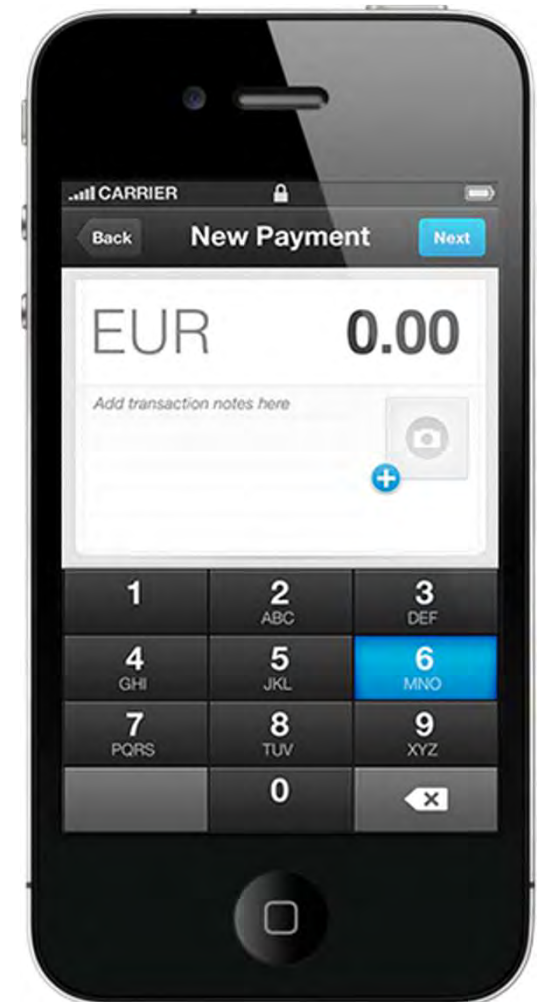 CARRIER
Back New Payment Next
EUR 0.00
Add transaction notes here
1 2 3
ABC DEF
4 5 6
GHI JKL MNO
7 8 9
PQRS TUV XYZ
0